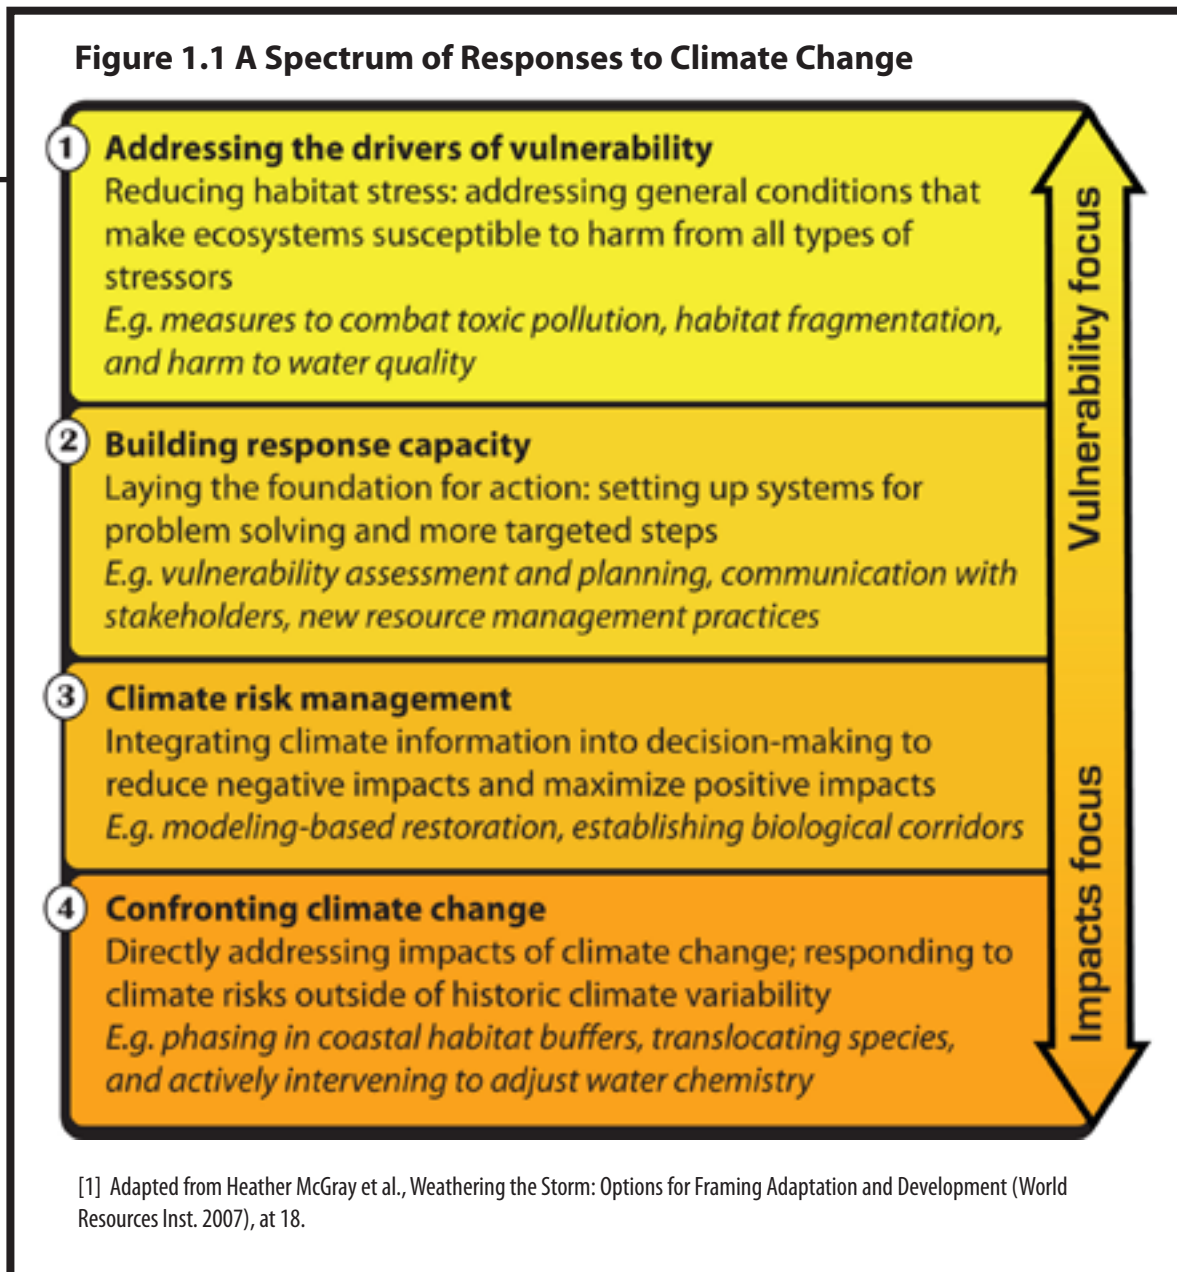 Figure 1.1 A Spectrum of Responses to Climate Change
1 Addressing the drivers of vulnerability
Reducing habitat stress: addressing general conditions that
make ecosystems susceptible to harm from all types of
stressors
E.g. measures to combat toxic pollution, habitat fragmentation,
and harm to water quality
2 Building response capacity
Laying the foundation for action: setting up systems for
problem solving and more targeted steps
E.g. vulnerability assessment and planning, communication with
stakeholders, new resource management practices
3 Climate risk management
Integrating climate information into decision-making to
reduce negative impacts and maximize positive impacts
E.g. modeling-based restoration, establishing biological corridors
4 Confronting climate change
Directly addressing impacts of climate change; responding to
climate risks outside of historic climate variability
E.g. phasing in coastal habitat buffers, translocating species,
and actively intervening to adjust water chemistry
Vulnerability focus
Impacts focus
[1] Adapted from Heather McGray et al., Weathering the Storm: Options for Framing Adaptation and Development (World
Resources Inst. 2007), at 18.